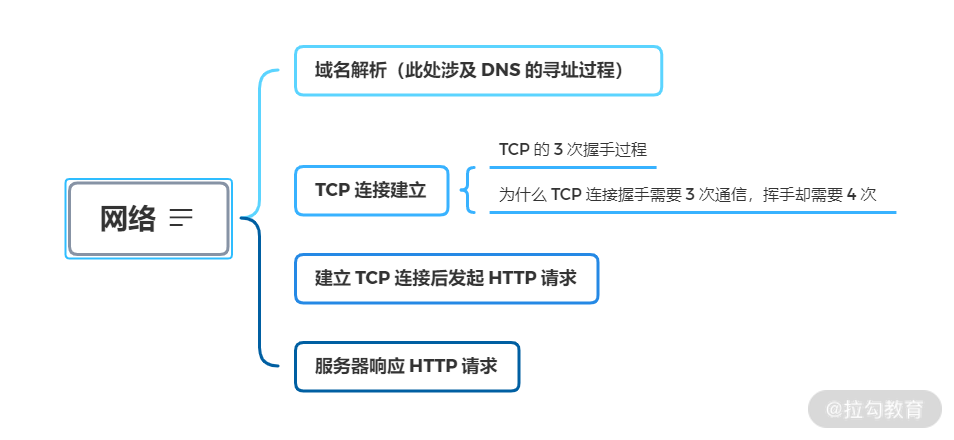 域名解析（此处涉及 DNS 的寻址过程）
TCP 的 3 次握手过程
TCP 连接建立
为什么 TCP 连接握手需要 3 次通信，挥手却需要 4 次
网络
建立 TCP 连接后发起 HTTP 请求
服务器响应 HTTP 请求
@拉勾教育